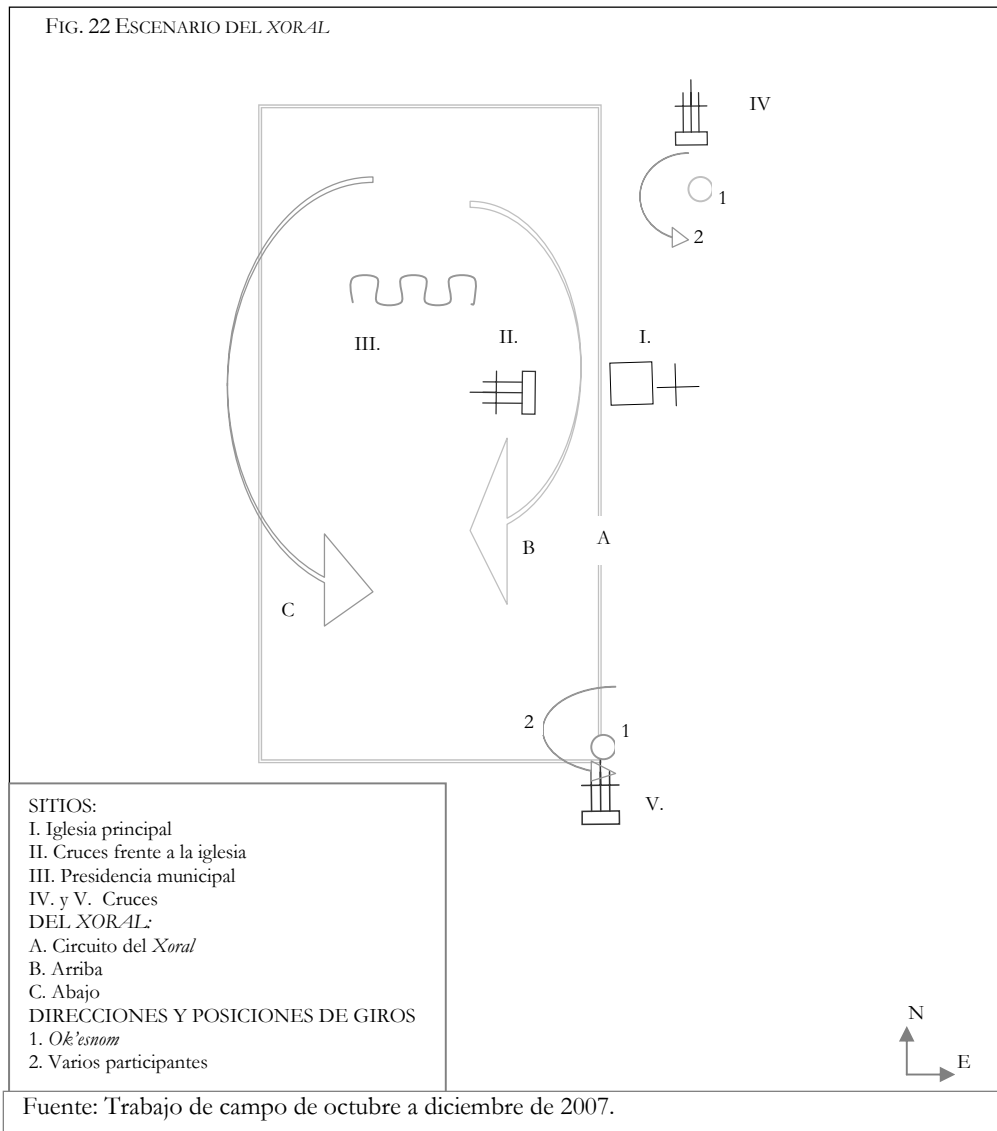 FIG. 22 ESCENARIO DEL XORAL
IV
1
2
III.
II.
I.
B
A
C
2
1
V.
SITIOS:
I. Iglesia principal
II. Cruces frente a la iglesia
III. Presidencia municipal
IV. y V. Cruces
DEL XORAL:
A. Circuito del Xoral
B. Arriba
C. Abajo
DIRECCIONES Y POSICIONES DE GIROS
1. Ok'esnom
2. Varios participantes
N
E
Fuente: Trabajo de campo de octubre a diciembre de 2007.